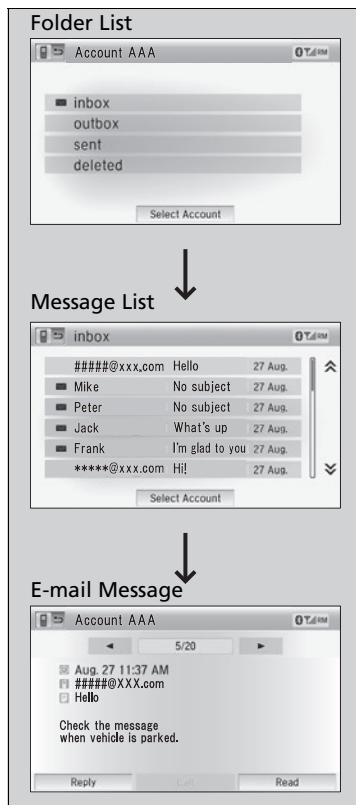 Folder List
Account AAA
inbox
outbox
sent
deleted
Select Account
Message List
inbox
#####@xxx.com Hello 27 Aug.
Mike No subject 27 Aug.
Peter No subject 27 Aug.
Jack What's up 27 Aug.
Frank I'm glad to you 27 Aug.
*****@xxx.com Hi! 27 Aug.
Select Account
E-mail Message
Account AAA
5/20
Aug. 27 11:37 AM
#####@XXX.com
Hello
Check the message
when vehicle is parked.
Reply Call Read